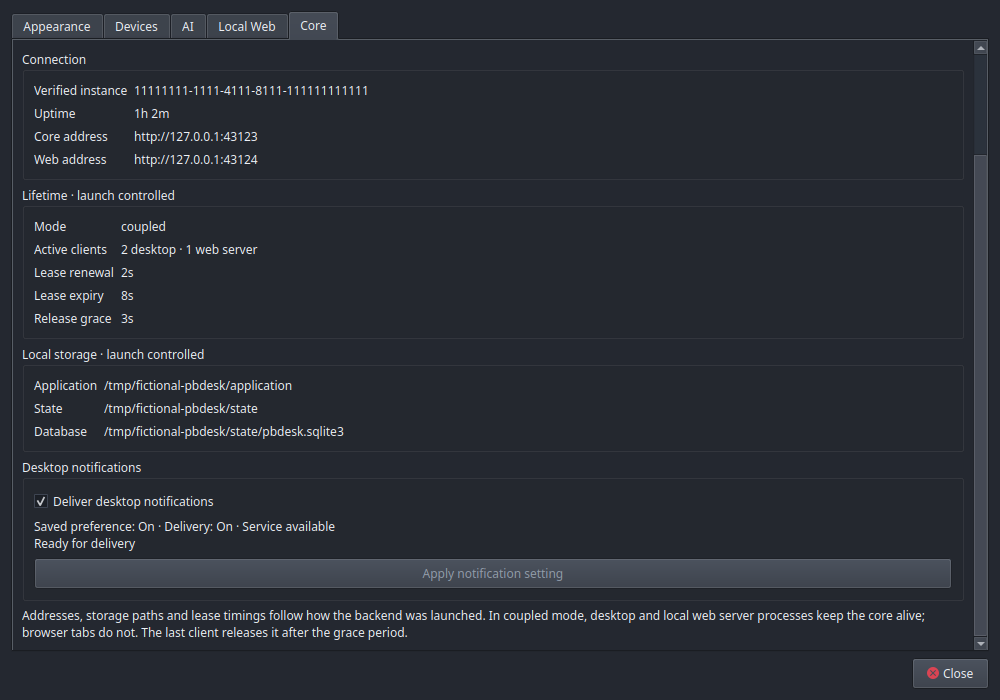 Appearance Devices AI Local Web Core
Connection
Verified instance 11111111-1111-4111-8111-111111111111
Uptime 1h 2m
Core address http://127.0.0.1:43123
Web address http://127.0.0.1:43124
Lifetime · launch controlled
Mode coupled
Active clients 2 desktop · 1 web server
Lease renewal 2s
Lease expiry 8s
Release grace 3s
Local storage · launch controlled
Application /tmp/fictional-pbdesk/application
State /tmp/fictional-pbdesk/state
Database /tmp/fictional-pbdesk/state/pbdesk.sqlite3
Desktop notifications
Deliver desktop notifications
Saved preference: On · Delivery: On · Service available
Ready for delivery
Apply notification setting
Addresses, storage paths and lease timings follow how the backend was launched. In coupled mode, desktop and local web server processes keep the core alive;
browser tabs do not. The last client releases it after the grace period.
Close